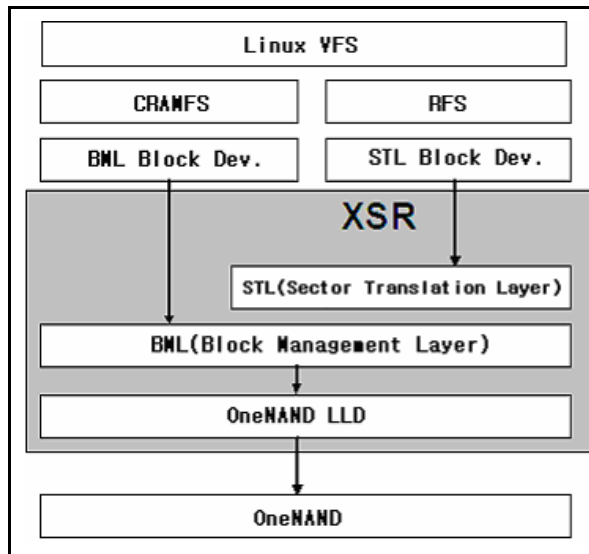 Linux VFS
CRAMFS
RFS
BML Block Dev.
STL Block Dev.
XSR
STL(Sector Translation Layer)
BML(Block Management Layer)
OneNAND LLD
OneNAND